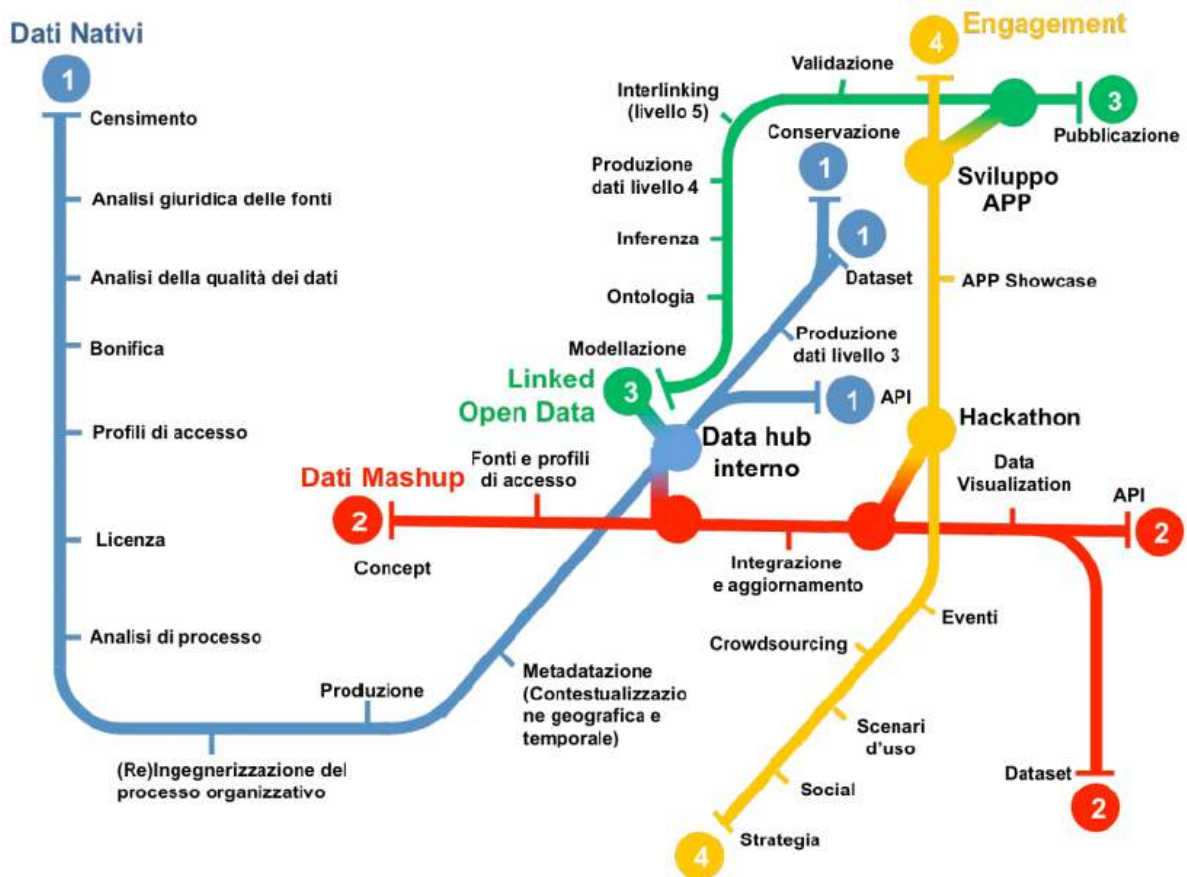 Dati Nativi
1
Censimento
Analisi giuridica delle fonti
Analisi della qualità dei dati
Bonifica
Profili di accesso
Licenza
Analisi di processo
(Re)Ingegnerizzazione del
processo organizzativo
Produzione
Metadatazione
(Contestualizzazio
ne geografica e
temporale)
Data hub
interno
1
API
Produzione
dati livello 3
1
Dataset
Conservazione
1
Dati Mashup
2
Concept
Fonti e profili
di accesso
Integrazione
e aggiornamento
Data
Visualization
API
2
Dataset
2
Linked
Open Data
3
Modellazione
Ontologia
Inferenza
Produzione
dati livello 4
Interlinking
(livello 5)
Validazione
3
Pubblicazione
Engagement
4
Sviluppo
APP
APP Showcase
Hackathon
Eventi
Crowdsourcing
Scenari
d'uso
Social
Strategia
4